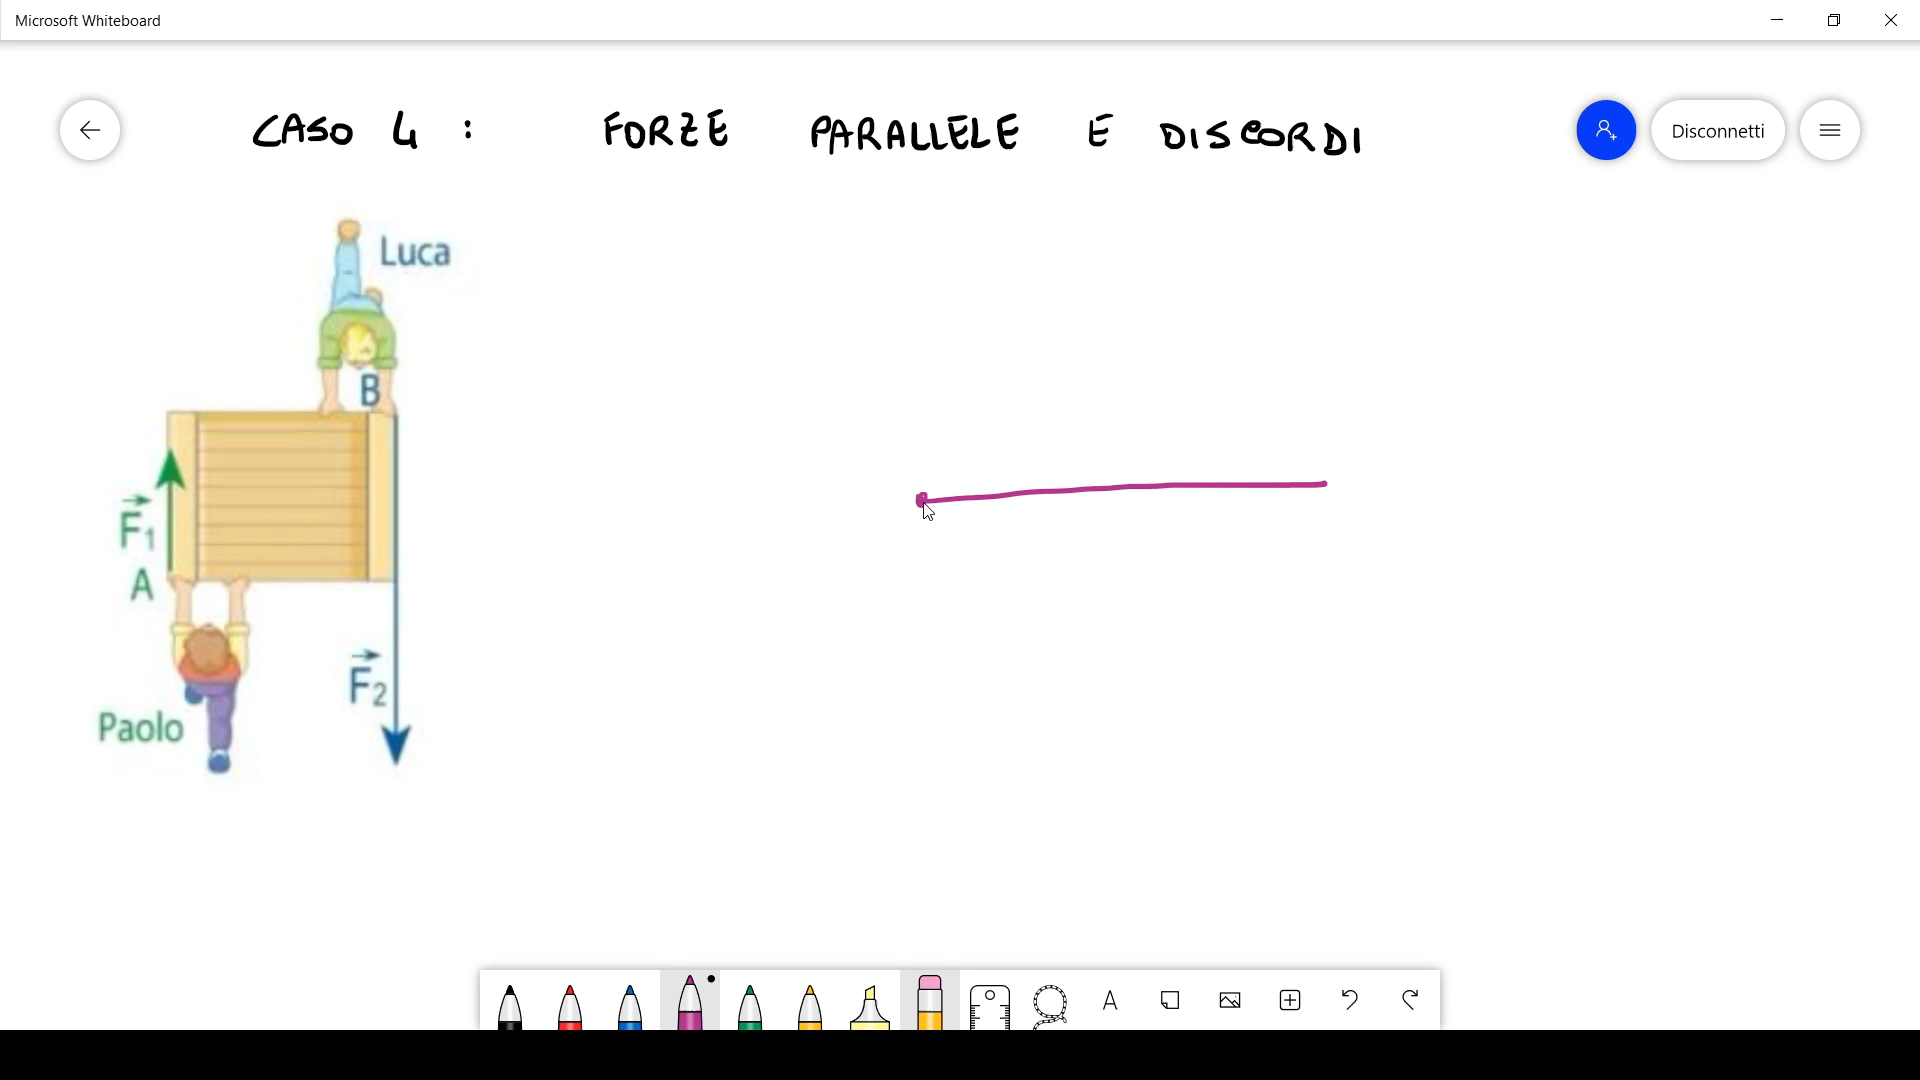 Microsoft Whiteboard
CASO 4 : FORZE PARALLELE E DISCORDI
Disconnetti
Luca
B
F₁
A
F₂
Paolo
A